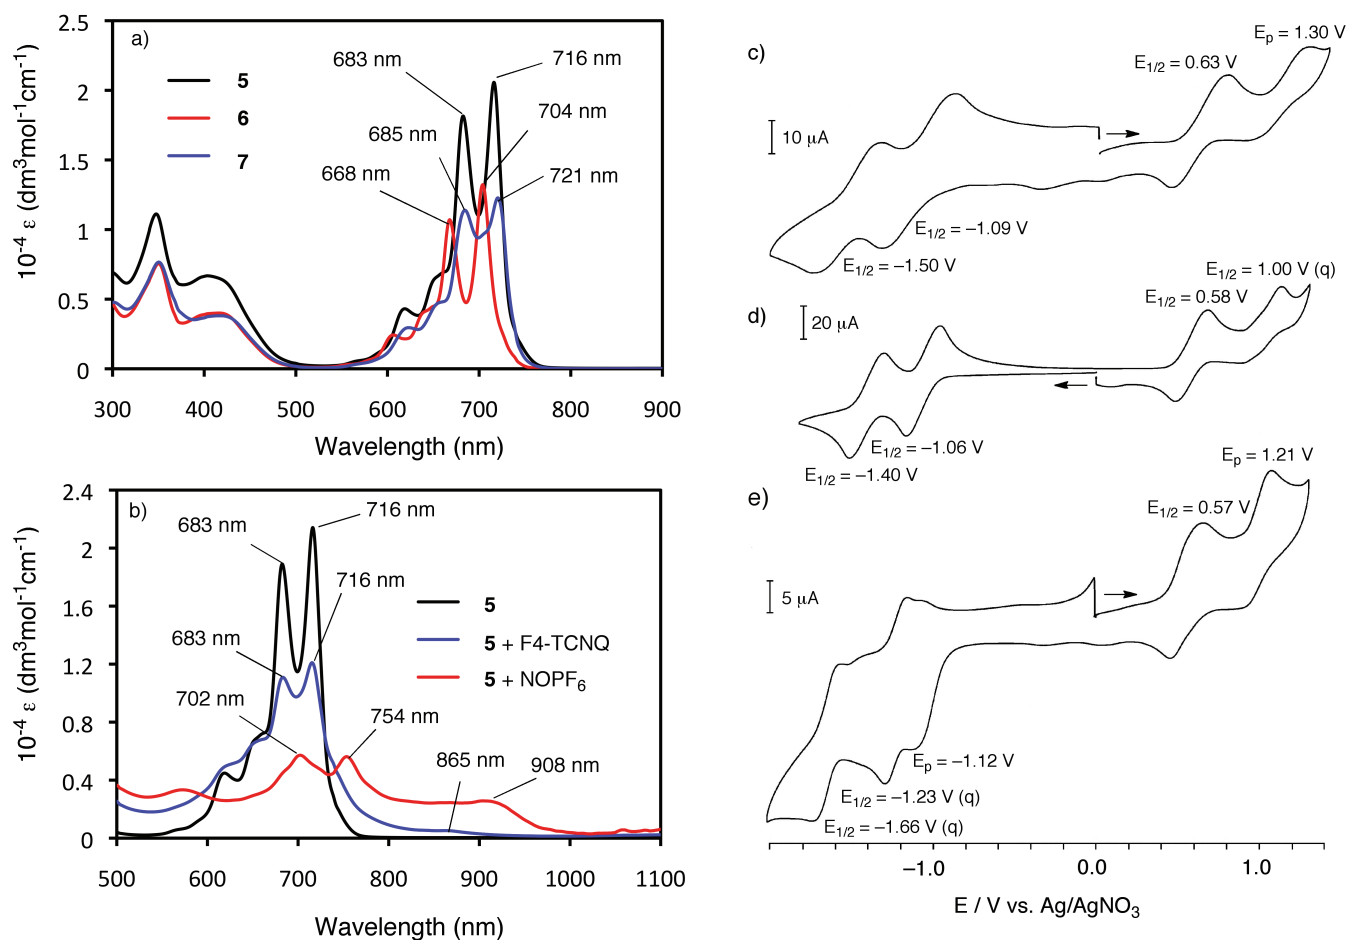 a)
10⁻⁴ ε (dm³mol⁻¹cm⁻¹)
2.5
2
1.5
1
0.5
0
5
6
7
683 nm
716 nm
704 nm
685 nm
668 nm
721 nm
300 400 500 600 700 800 900
Wavelength (nm)
b)
10⁻⁴ ε (dm³mol⁻¹cm⁻¹)
2.4
2
1.6
1.2
0.8
0.4
0
683 nm
716 nm
716 nm
683 nm
702 nm
754 nm
865 nm
908 nm
5
5 + F4-TCNQ
5 + NOPF₆
500 600 700 800 900 1000 1100
Wavelength (nm)
c)
10 μA
E₁/₂ = 0.63 V
Eₚ = 1.30 V
E₁/₂ = −1.09 V
E₁/₂ = −1.50 V
d)
20 μA
E₁/₂ = 1.00 V (q)
E₁/₂ = 0.58 V
E₁/₂ = −1.06 V
E₁/₂ = −1.40 V
e)
5 μA
Eₚ = 1.21 V
E₁/₂ = 0.57 V
Eₚ = −1.12 V
E₁/₂ = −1.23 V (q)
E₁/₂ = −1.66 V (q)
−1.0 0.0 1.0
E / V vs. Ag/AgNO₃